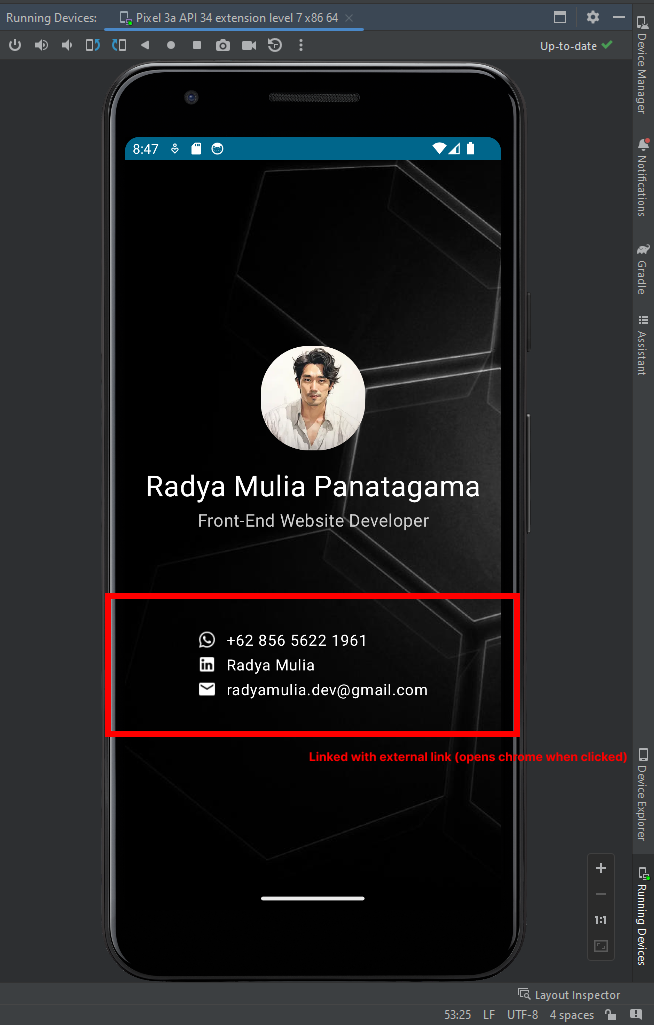 Running Devices: Pixel 3a API 34 extension level 7 x86 64
Up-to-date
Device Manager
Notifications
Gradle
Assistant
8:47
Radya Mulia Panatagama
Front-End Website Developer
+62 856 5622 1961
Radya Mulia
radyamulia.dev@gmail.com
Linked with external link (opens chrome when clicked)
Device Explorer
1:1
Running Devices
Layout Inspector
53:25 LF UTF-8 4 spaces